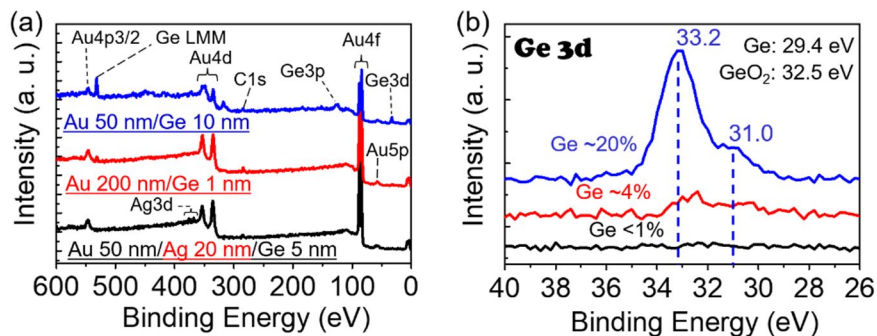 (a)
Au4p3/2
Ge LMM
Au4d
C1s
Ge3p
Au4f
Ge3d
Au 50 nm/Ge 10 nm
Au 200 nm/Ge 1 nm
Au5p
Ag3d
Au 50 nm/Ag 20 nm/Ge 5 nm
Intensity (a. u.)
600 500 400 300 200 100 0
Binding Energy (eV)
(b)
Ge 3d
33.2
Ge: 29.4 eV
GeO₂: 32.5 eV
31.0
Ge ~20%
Ge ~4%
Ge <1%
Intensity (a. u.)
40 38 36 34 32 30 28 26
Binding Energy (eV)